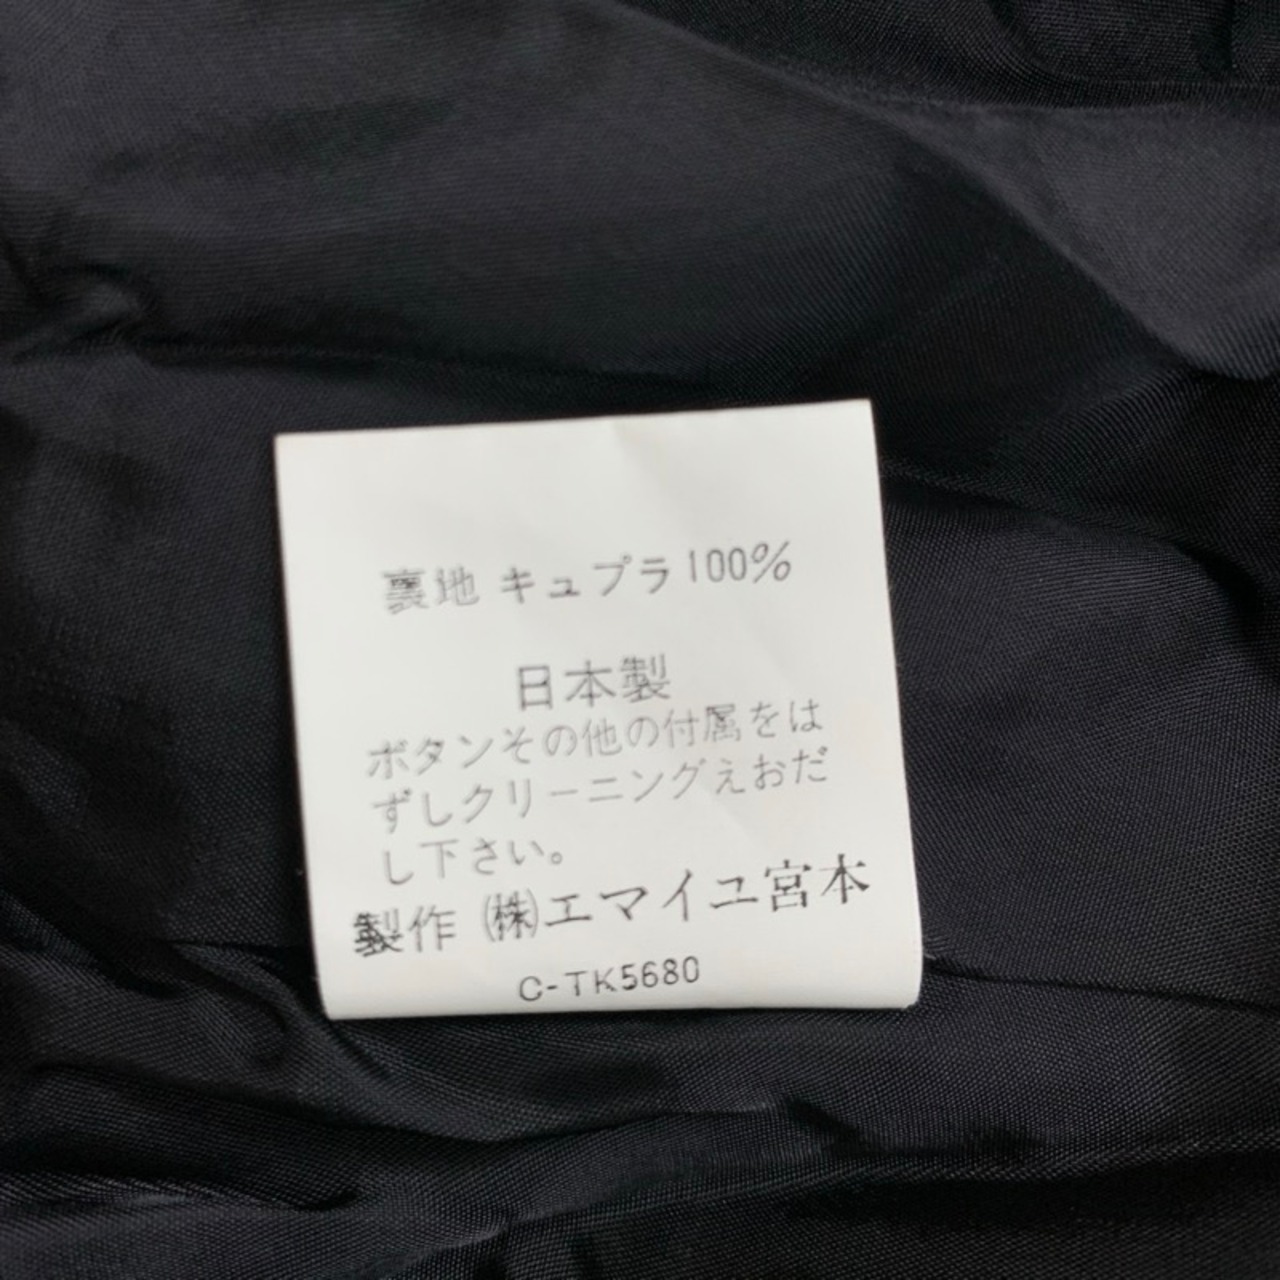 裏地 キュプラ100%
日本製
ボタンその他の付属をは
ずしクリーニングえおだ
し下さい。
製作 ㈱エマイユ宮本
C-TK5680